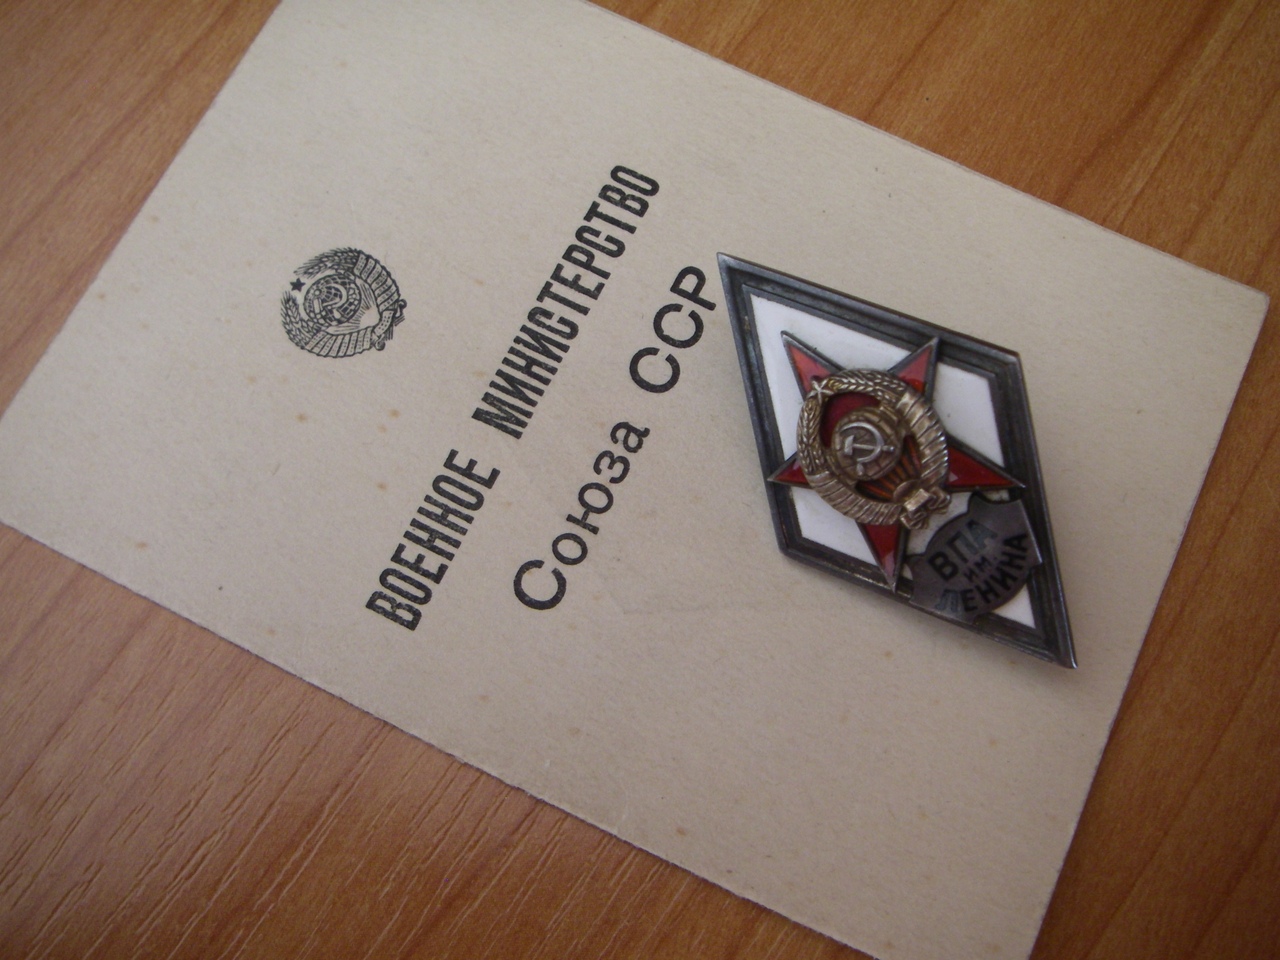 ВОЕННОЕ МИНИСТЕРСТВО
Союза ССР
ВПА
ИМ
ЛЕНИНА